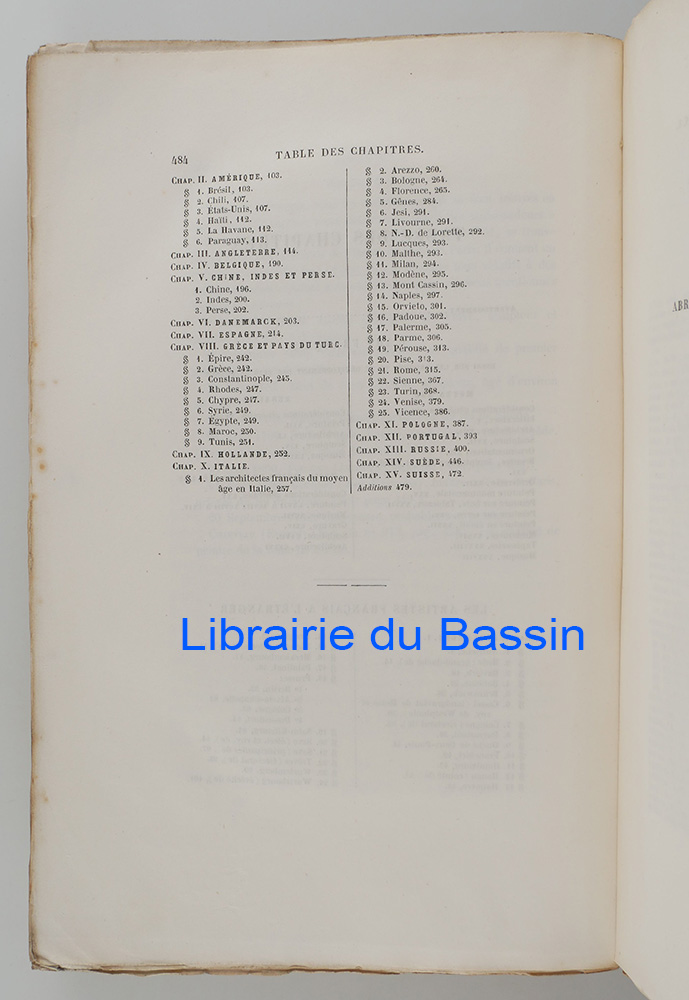 484
TABLE DES CHAPITRES.
CHAP. II. AMÉRIQUE, 103.
§ 1. Brésil, 103.
§ 2. Chili, 107.
§ 3. États-Unis, 107.
§ 4. Haïti, 112.
§ 5. La Havane, 112.
§ 6. Paraguay, 113.
CHAP. III. ANGLETERRE, 114.
CHAP. IV. BELGIQUE, 190.
CHAP. V. CHINE, INDES ET PERSE.
1. Chine, 196.
2. Indes, 200.
3. Perse, 202.
CHAP. VI. DANEMARCK, 203.
CHAP. VII. ESPAGNE, 214.
CHAP. VIII. GRÈCE ET PAYS DU TURC.
§ 1. Épire, 242.
§ 2. Grèce, 242.
§ 3. Constantinople, 245.
§ 4. Rhodes, 247.
§ 5. Chypre, 247.
§ 6. Syrie, 249.
§ 7. Égypte, 249.
§ 8. Maroc, 250.
§ 9. Tunis, 251.
CHAP. IX. HOLLANDE, 252.
CHAP. X. ITALIE.
§ 1. Les architectes français du moyen
âge en Italie, 257.
§ 2. Arezzo, 260.
§ 3. Bologne, 264.
§ 4. Florence, 265.
§ 5. Gênes, 284.
§ 6. Jesi, 291.
§ 7. Livourne, 291.
§ 8. N.-D. de Lorette, 292.
§ 9. Lucques, 293.
§ 10. Malthe, 293.
§ 11. Milan, 294.
§ 12. Modène, 295.
§ 13. Mont Cassin, 296.
§ 14. Naples, 297.
§ 15. Orvieto, 301.
§ 16. Padoue, 302.
§ 17. Palerme, 305.
§ 18. Parme, 306.
§ 19. Pérouse, 313.
§ 20. Pise, 313.
§ 21. Rome, 315.
§ 22. Sienne, 367.
§ 23. Turin, 368.
§ 24. Venise, 379.
§ 25. Vicence, 386.
CHAP. XI. POLOGNE, 387.
CHAP. XII. PORTUGAL, 393
CHAP. XIII. RUSSIE, 400.
CHAP. XIV. SUÈDE, 446.
CHAP. XV. SUISSE, 472.
Additions 479.
ABR
Librairie du Bassin